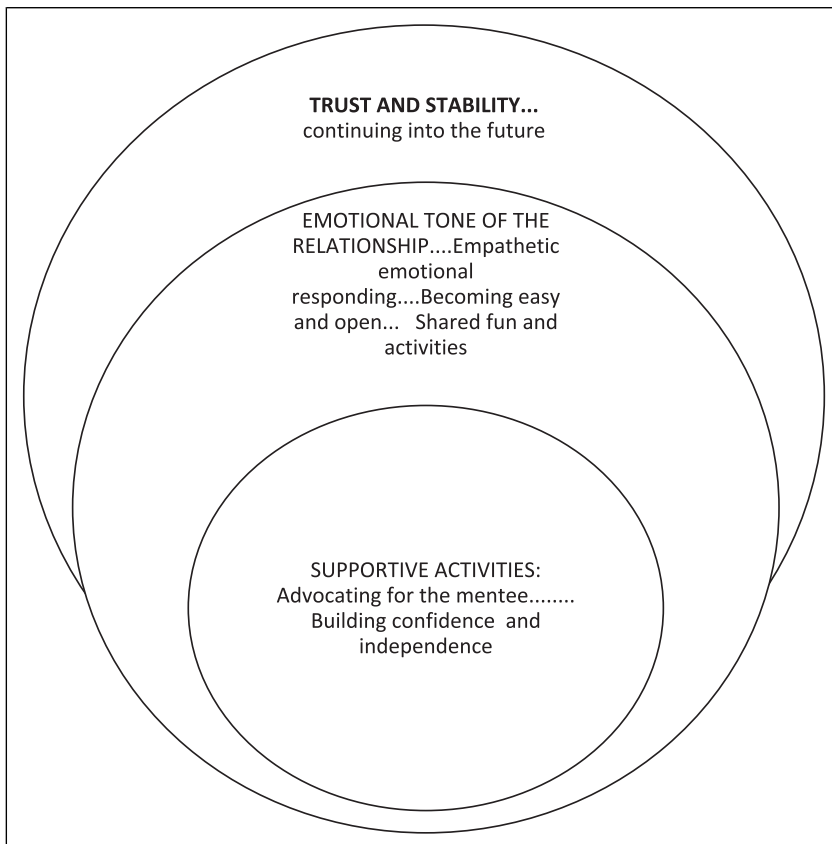 TRUST AND STABILITY...
continuing into the future
EMOTIONAL TONE OF THE
RELATIONSHIP....Empathetic
emotional
responding....Becoming easy
and open...   Shared fun and
activities
SUPPORTIVE ACTIVITIES:
Advocating for the mentee........
Building confidence  and
independence